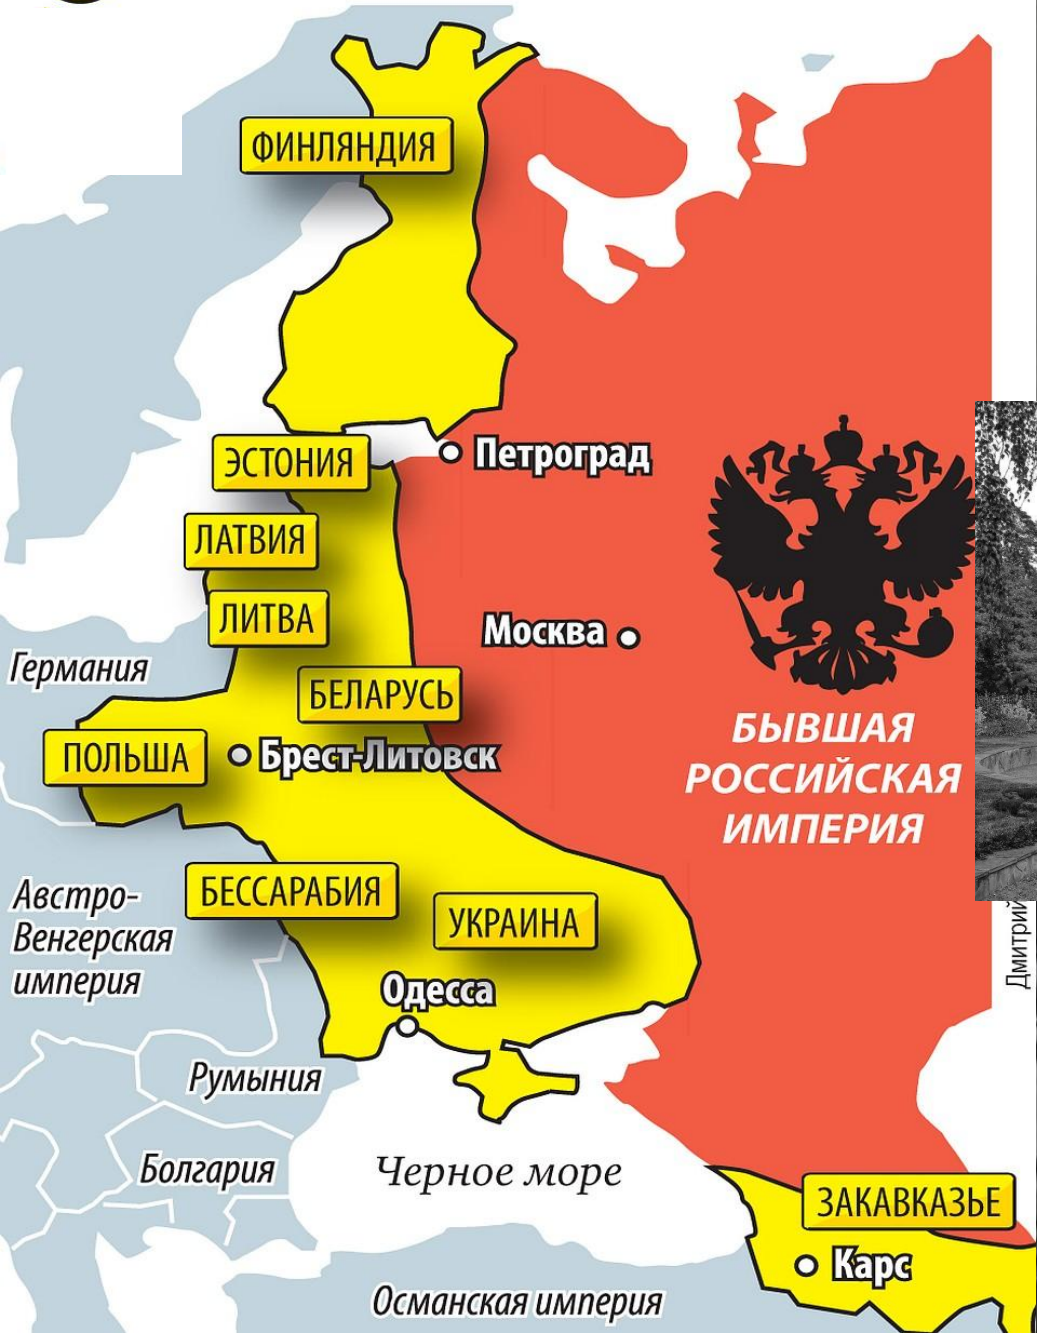 ФИНЛЯНДИЯ
ЭСТОНИЯ
Петроград
ЛАТВИЯ
ЛИТВА
Москва
Германия
БЕЛАРУСЬ
ПОЛЬША
Брест-Литовск
БЫВШАЯ
РОССИЙСКАЯ
ИМПЕРИЯ
Австро-
Венгерская
империя
БЕССАРАБИЯ
УКРАИНА
Дмитрий
Одесса
Румыния
Болгария
Черное море
ЗАКАВКАЗЬЕ
Карс
Османская империя